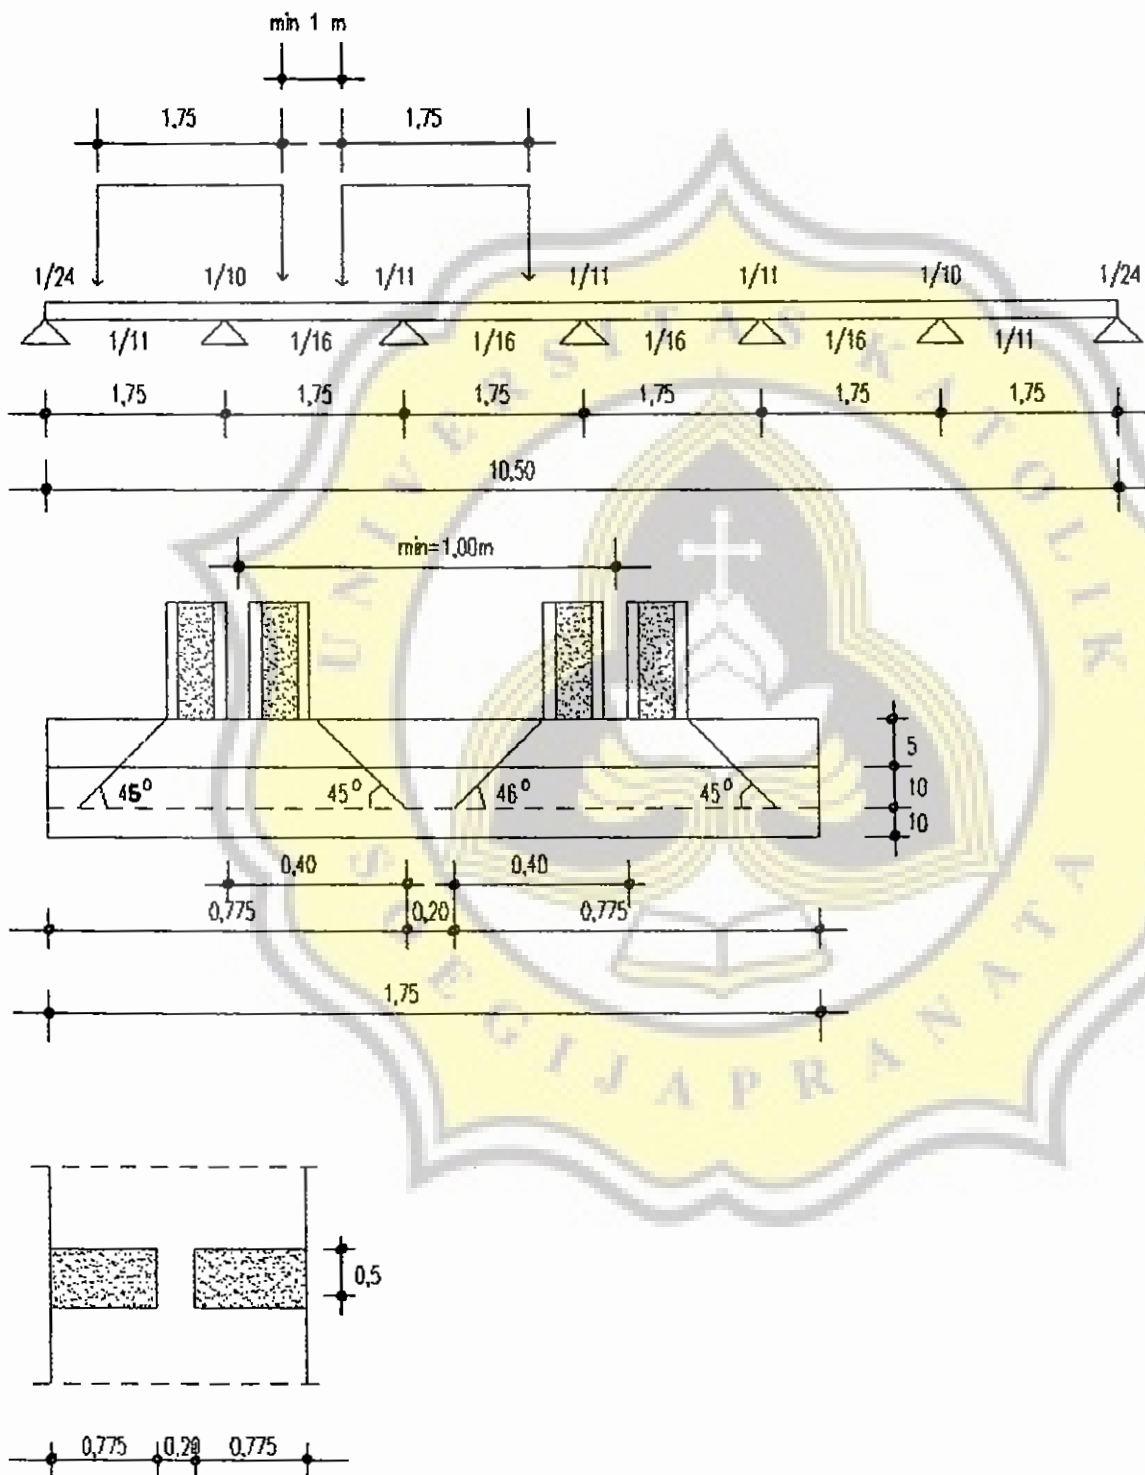 min 1 m
1,75 1,75
1/24 1/10 1/11 1/11 1/11 1/10 1/24
1/11 1/16 1/16 1/16 1/16 1/11
1,75 1,75 1,75 1,75 1,75 1,75
10,50
min=1,00m
5
45° 45° 46° 45° 10
10
0,40 0,40
0,775 0,20 0,775
1,75
0,5
0,775 0,20 0,775
UNIVERSITAS KATOLIK
SOEGIJAPRANATA